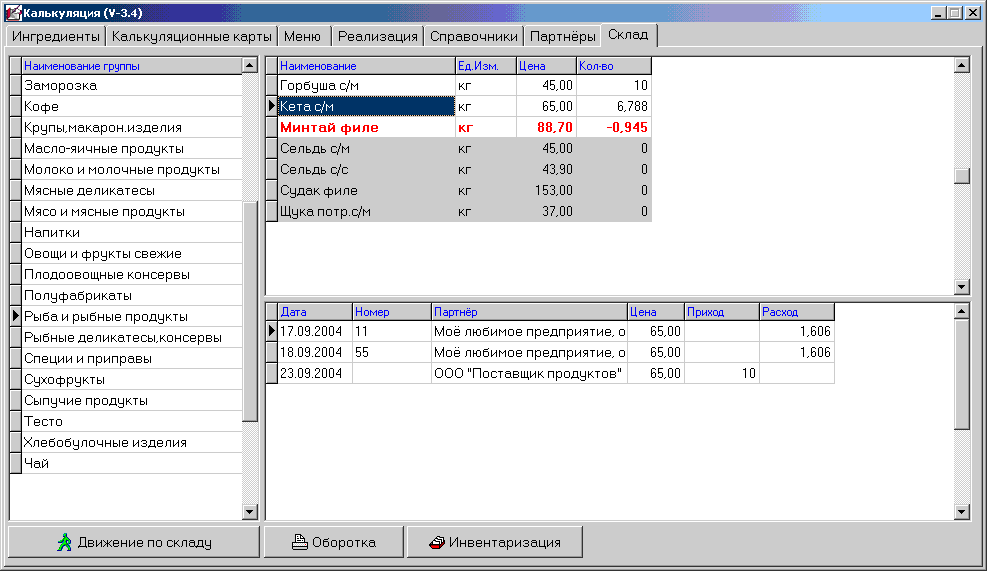 Калькуляция (V-3.4)
Ингредиенты Калькуляционные карты Меню Реализация Справочники Партнёры Склад
Наименование группы
Заморозка
Кофе
Крупы,макарон.изделия
Масло-яичные продукты
Молоко и молочные продукты
Мясные деликатесы
Мясо и мясные продукты
Напитки
Овощи и фрукты свежие
Плодоовощные консервы
Полуфабрикаты
Рыба и рыбные продукты
Рыбные деликатесы,консервы
Специи и приправы
Сухофрукты
Сыпучие продукты
Тесто
Хлебобулочные изделия
Чай
Наименование Ед.Изм. Цена Кол-во
Горбуша с/м кг 45,00 10
Кета с/м кг 65,00 6,788
Минтай филе кг 88,70 -0,945
Сельдь с/м кг 45,00 0
Сельдь с/с кг 43,90 0
Судак филе кг 153,00 0
Щука потр.с/м кг 37,00 0
Дата Номер Партнёр Цена Приход Расход
17.09.2004 11 Моё любимое предприятие, о 65,00 1,606
18.09.2004 55 Моё любимое предприятие, о 65,00 1,606
23.09.2004 ООО "Поставщик продуктов" 65,00 10
Движение по складу Оборотка Инвентаризация